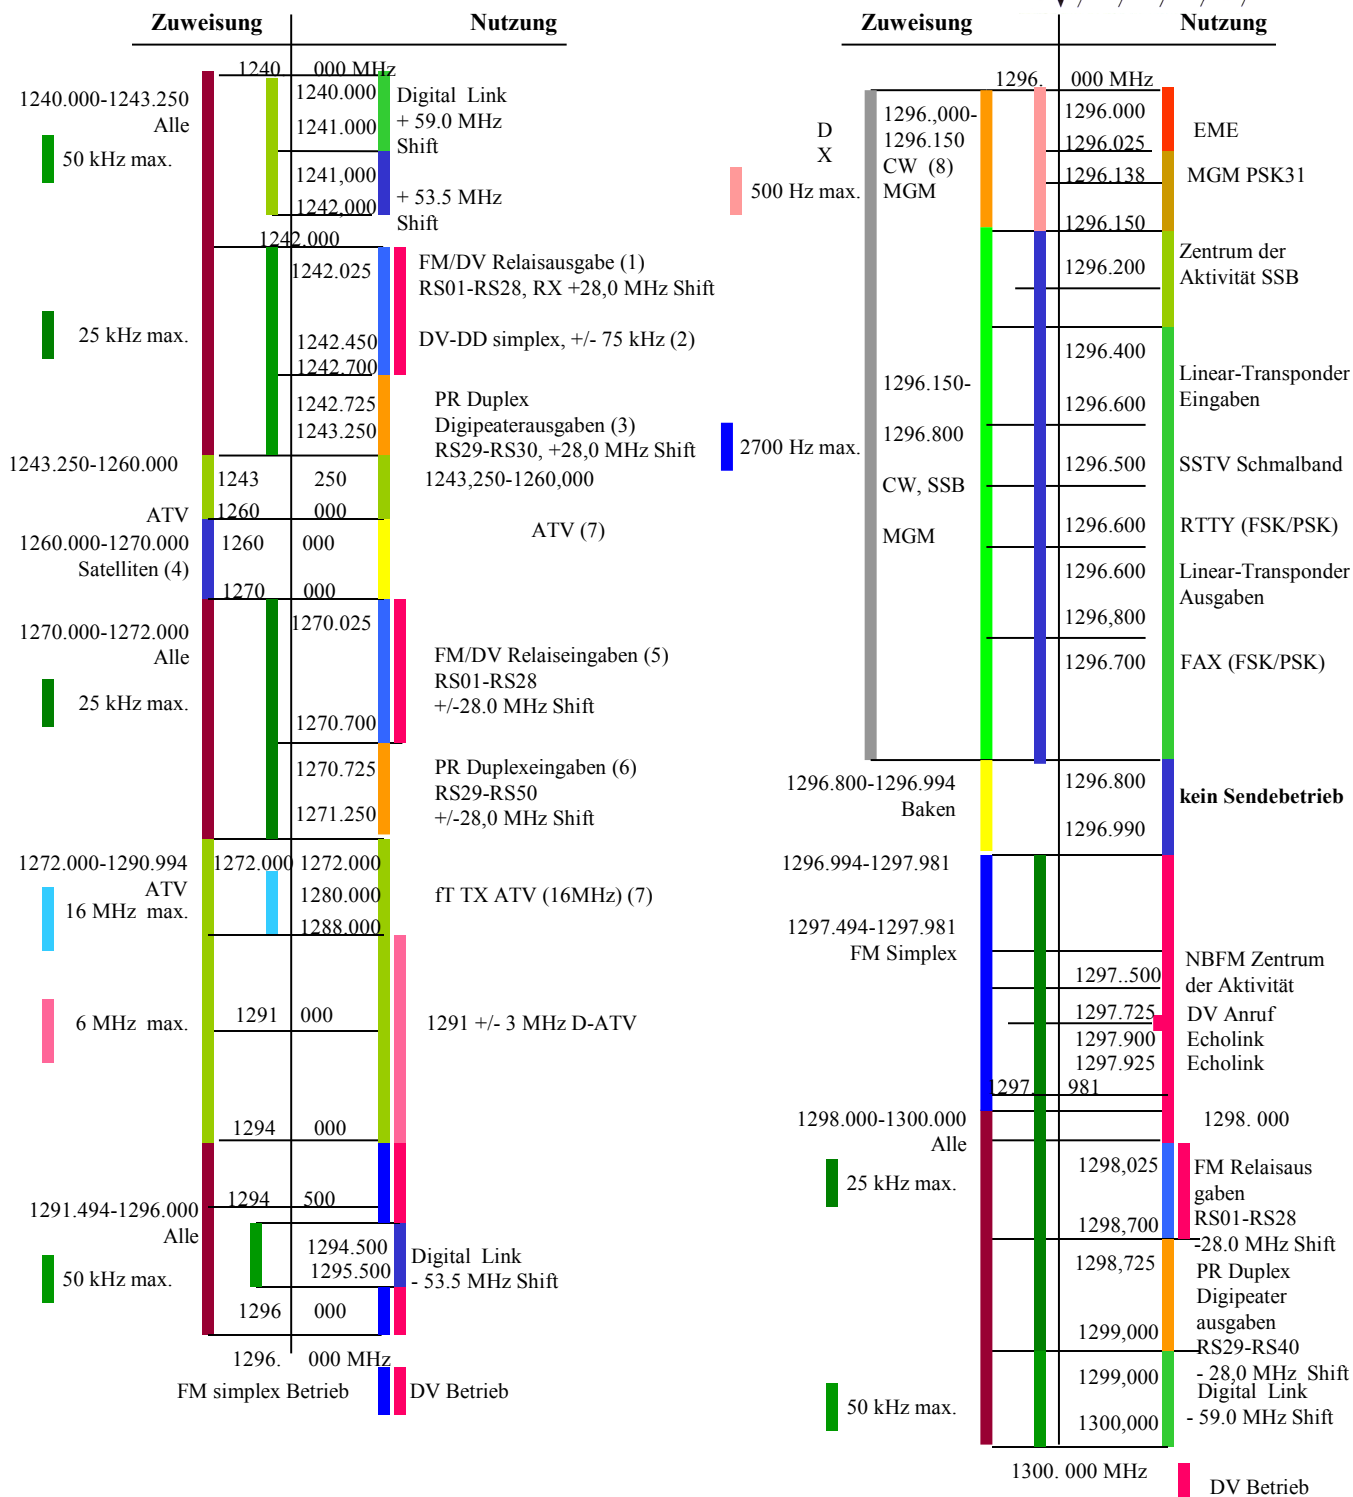 Zuweisung Nutzung
1240. 000 MHz
1240.000-1243.250
Alle
50 kHz max.
1240.000
1241.000
Digital Link
+ 59.0 MHz
Shift
1241,000
1242,000
+ 53.5 MHz
Shift
1242.000
1242.025
FM/DV Relaisausgabe (1)
RS01-RS28, RX +28,0 MHz Shift
25 kHz max.
1242.450
DV-DD simplex, +/- 75 kHz (2)
1242.700
1242.725
1243.250
PR Duplex
Digipeaterausgaben (3)
RS29-RS30, +28,0 MHz Shift
1243.250-1260.000
ATV
1243 250
1243,250-1260,000
1260 000
ATV (7)
1260.000-1270.000
Satelliten (4)
1260 000
1270 000
1270.000-1272.000
Alle
25 kHz max.
1270.025
1270.700
FM/DV Relaiseingaben (5)
RS01-RS28
+/-28.0 MHz Shift
1270.725
1271.250
PR Duplexeingaben (6)
RS29-RS50
+/-28,0 MHz Shift
1272.000-1290.994
ATV
16 MHz max.
1272.000 1272.000
1280.000
1288.000
fT TX ATV (16MHz) (7)
6 MHz max.
1291 000
1291 +/- 3 MHz D-ATV
1294 000
1291.494-1296.000
Alle
50 kHz max.
1294 500
1294.500
1295.500
Digital Link
- 53.5 MHz Shift
1296 000
1296. 000 MHz
FM simplex Betrieb DV Betrieb
Zuweisung Nutzung
1296. 000 MHz
D
X
500 Hz max.
1296.,000-
1296.150
CW (8)
MGM
1296.000
1296.025
EME
1296.138
MGM PSK31
1296.150
1296.200
Zentrum der
Aktivität SSB
2700 Hz max.
1296.150-
1296.800
CW, SSB
MGM
1296.400
1296.600
Linear-Transponder
Eingaben
1296.500
SSTV Schmalband
1296.600
RTTY (FSK/PSK)
1296.600
1296,800
Linear-Transponder
Ausgaben
1296.700
FAX (FSK/PSK)
1296.800-1296.994
Baken
1296.800
1296.990
kein Sendebetrieb
1296.994-1297.981
1297.494-1297.981
FM Simplex
1297..500
NBFM Zentrum
der Aktivität
1297.725
DV Anruf
1297.900
Echolink
1297.925
Echolink
1297. 981
1298.000-1300.000
Alle
1298. 000
25 kHz max.
1298,025
1298,700
FM Relaisaus
gaben
RS01-RS28
-28.0 MHz Shift
1298,725
1299,000
PR Duplex
Digipeater
ausgaben
RS29-RS40
- 28,0 MHz Shift
50 kHz max.
1299,000
1300,000
Digital Link
- 59.0 MHz Shift
1300. 000 MHz
DV Betrieb